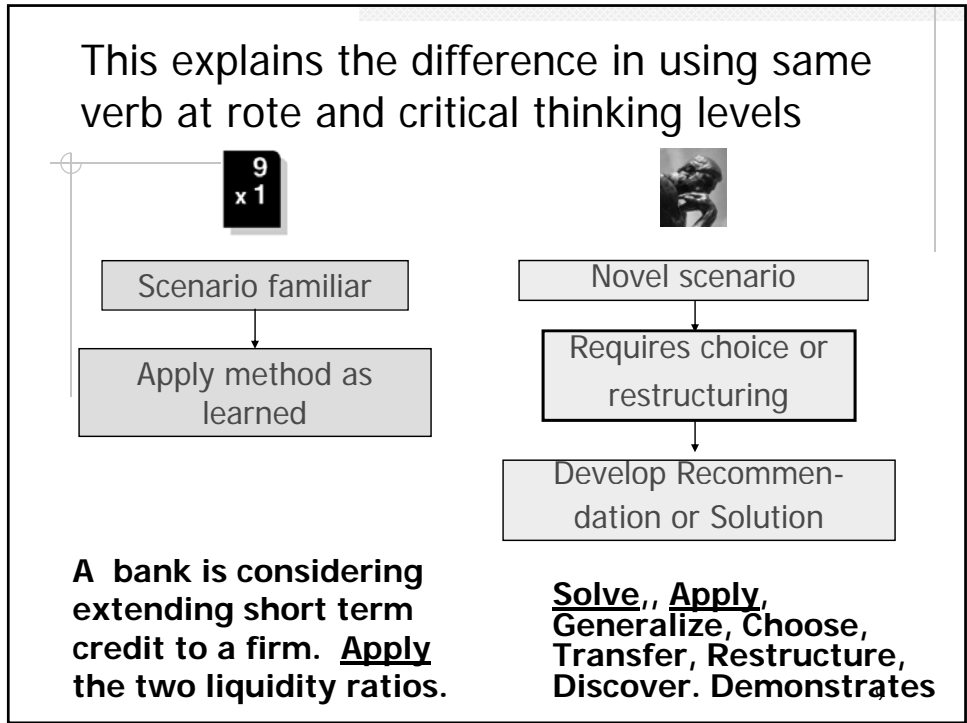 This explains the difference in using same
verb at rote and critical thinking levels
9
x 1
Scenario familiar
Apply method as
learned
Novel scenario
Requires choice or
restructuring
Develop Recommen-
dation or Solution
A bank is considering
extending short term
credit to a firm. Apply
the two liquidity ratios.
Solve,, Apply,
Generalize, Choose,
Transfer, Restructure,
Discover. Demonstrates